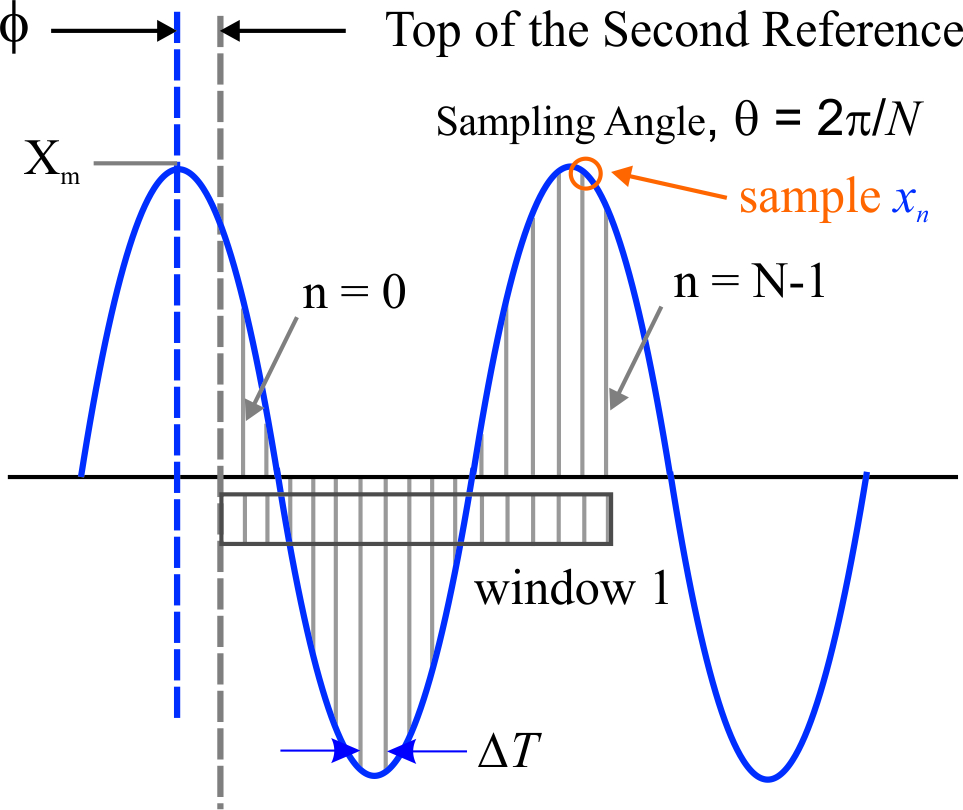 ϕ
Top of the Second Reference
Sampling Angle, θ = 2π/N
Xm
sample xn
n = 0
n = N-1
window 1
ΔT